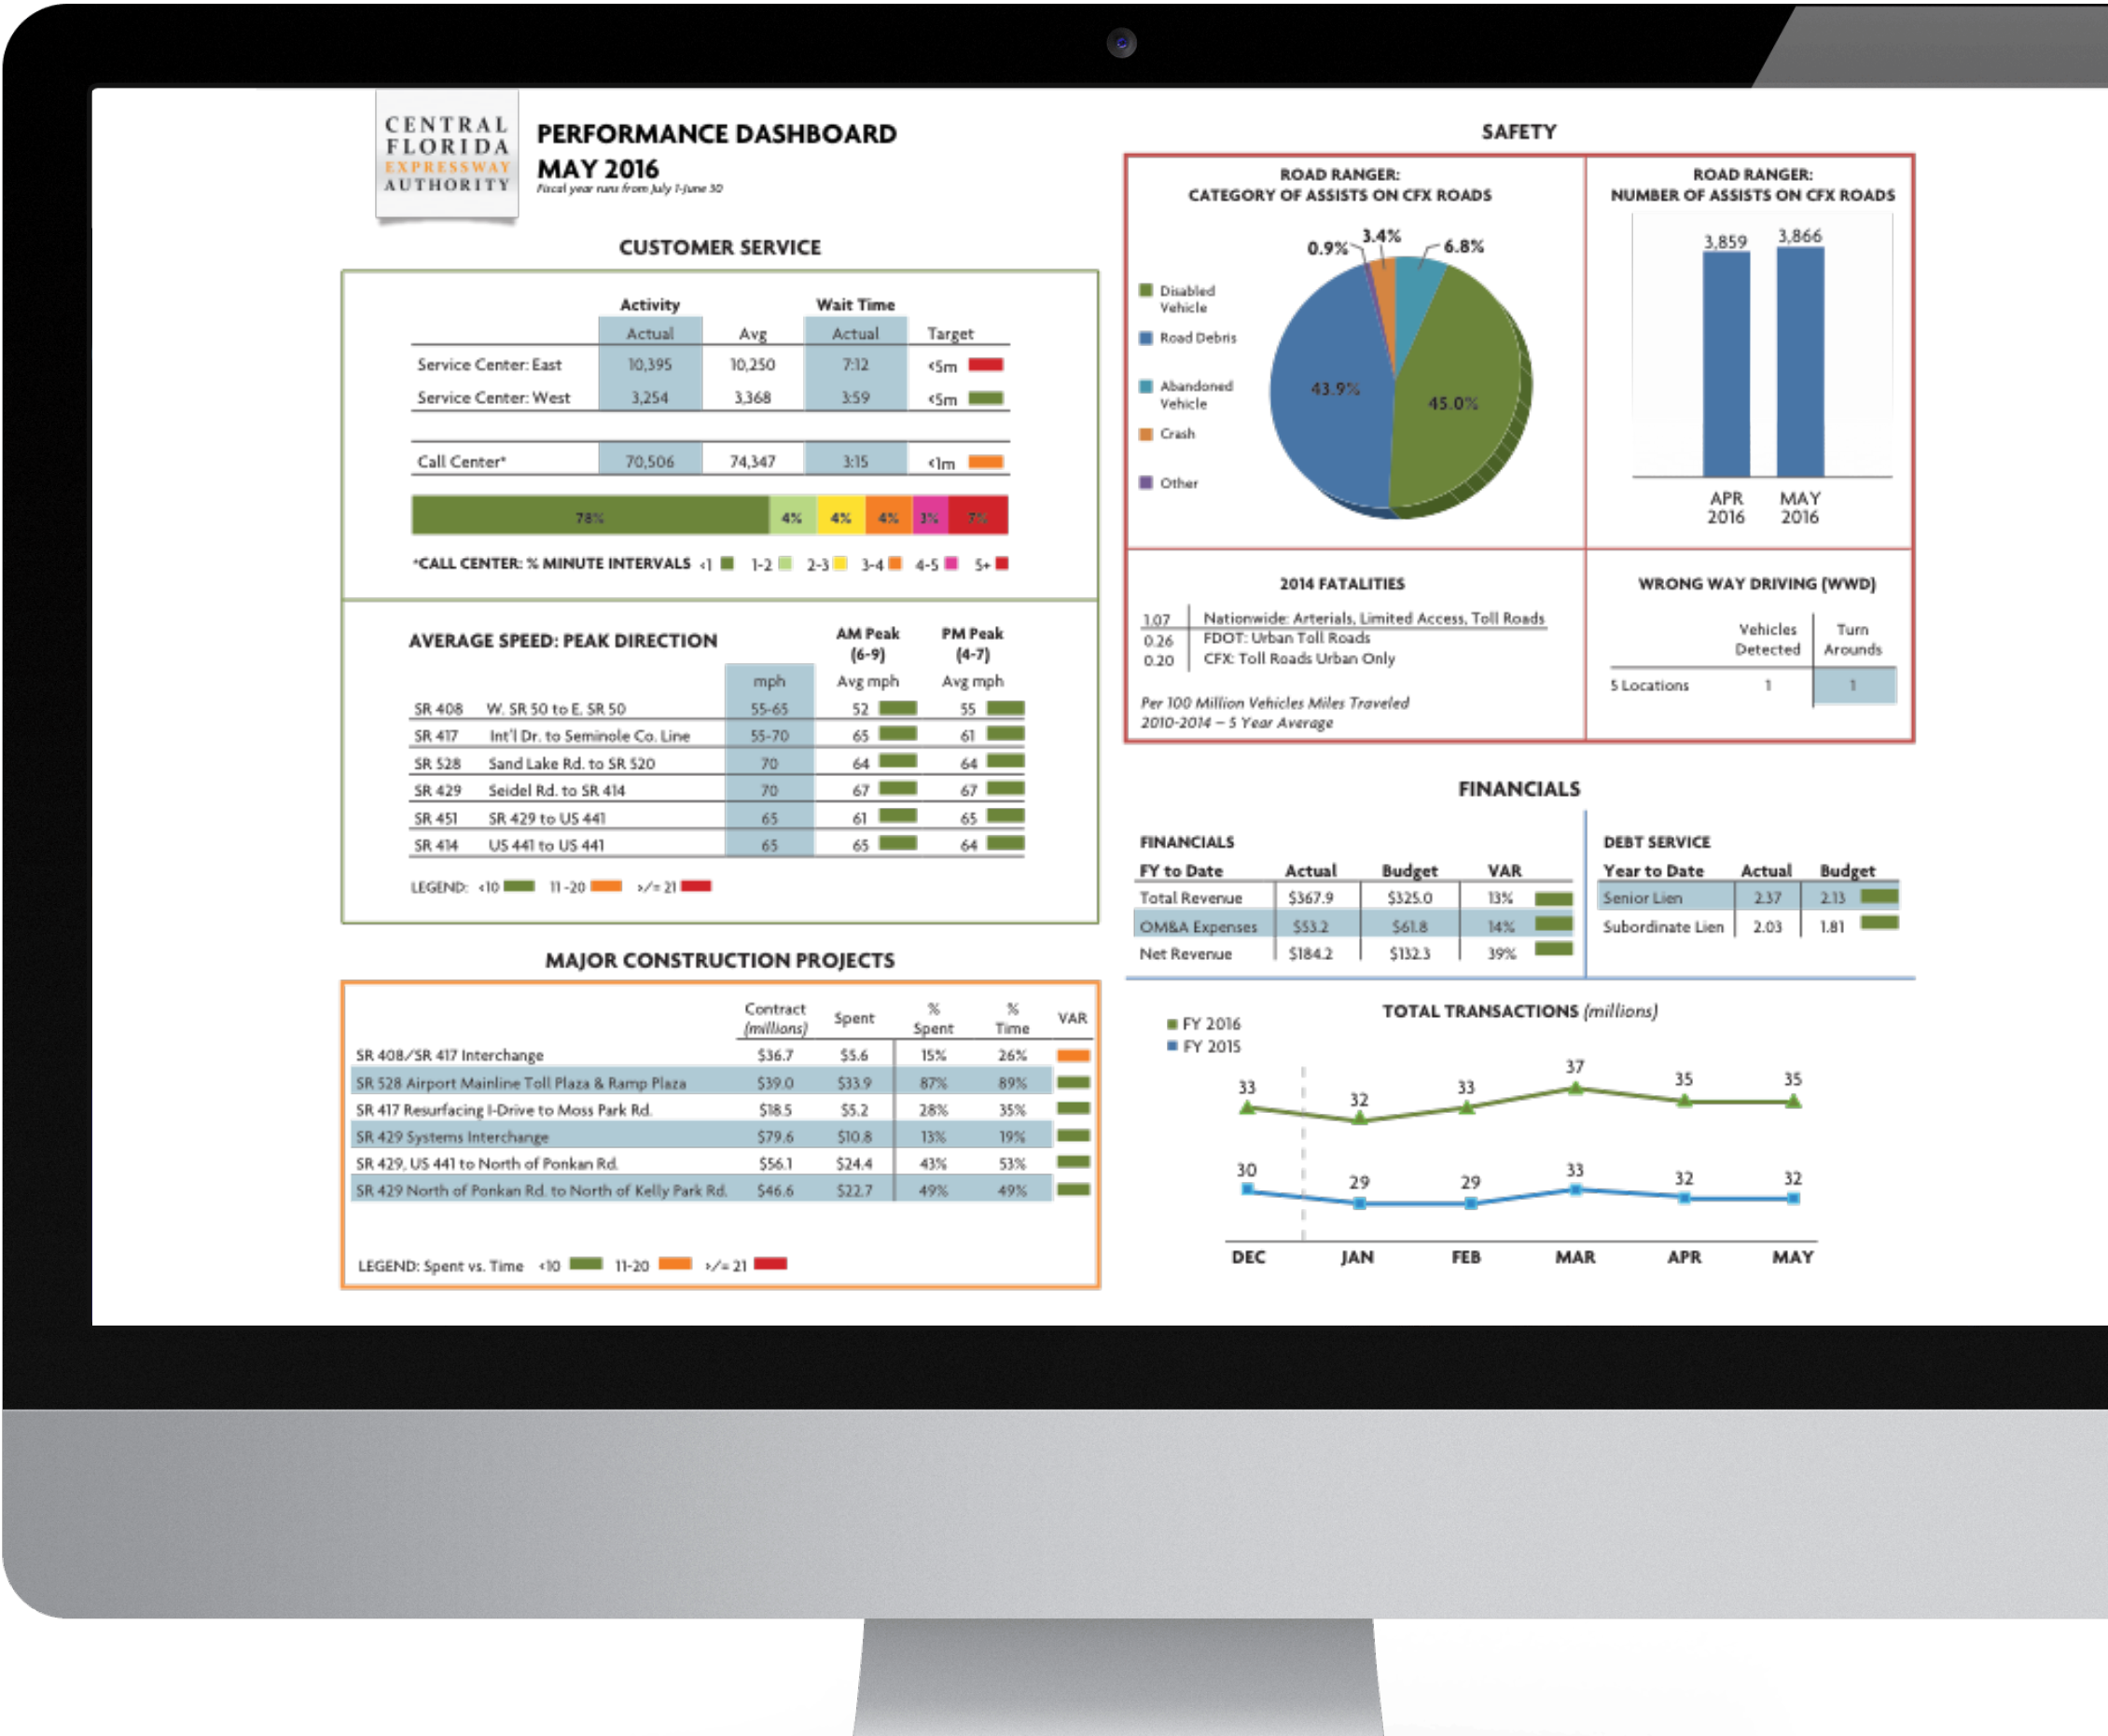 CENTRAL
FLORIDA
EXPRESSWAY
AUTHORITY
PERFORMANCE DASHBOARD
MAY 2016
Fiscal year runs from July 1-June 30
CUSTOMER SERVICE
Activity Wait Time
Actual Avg Actual Target
Service Center: East 10,395 10,250 7:12 <5m
Service Center: West 3,254 3,368 3:59 <5m
Call Center* 70,506 74,347 3:15 <1m
78% 4% 4% 4% 3% 7%
*CALL CENTER: % MINUTE INTERVALS <1 1-2 2-3 3-4 4-5 5+
AVERAGE SPEED: PEAK DIRECTION
AM Peak PM Peak
(6-9) (4-7)
mph Avg mph Avg mph
SR 408 W. SR 50 to E. SR 50 55-65 52 55
SR 417 Int'l Dr. to Seminole Co. Line 55-70 65 61
SR 528 Sand Lake Rd. to SR 520 70 64 64
SR 429 Seidel Rd. to SR 414 70 67 67
SR 451 SR 429 to US 441 65 61 65
SR 414 US 441 to US 441 65 65 64
LEGEND: <10 11-20 >/= 21
MAJOR CONSTRUCTION PROJECTS
Contract % %
(millions) Spent Spent Time VAR
SR 408/SR 417 Interchange $36.7 $5.6 15% 26%
SR 528 Airport Mainline Toll Plaza & Ramp Plaza $39.0 $33.9 87% 89%
SR 417 Resurfacing I-Drive to Moss Park Rd. $18.5 $5.2 28% 35%
SR 429 Systems Interchange $79.6 $10.8 13% 19%
SR 429, US 441 to North of Ponkan Rd. $56.1 $24.4 43% 53%
SR 429 North of Ponkan Rd. to North of Kelly Park Rd. $46.6 $22.7 49% 49%
LEGEND: Spent vs. Time <10 11-20 >/= 21
SAFETY
ROAD RANGER:
CATEGORY OF ASSISTS ON CFX ROADS
0.9% 3.4% 6.8%
Disabled
Vehicle
Road Debris
Abandoned
Vehicle
Crash
Other
43.9% 45.0%
ROAD RANGER:
NUMBER OF ASSISTS ON CFX ROADS
3,859 3,866
APR MAY
2016 2016
2014 FATALITIES
1.07 Nationwide: Arterials, Limited Access, Toll Roads
0.26 FDOT: Urban Toll Roads
0.20 CFX: Toll Roads Urban Only
Per 100 Million Vehicles Miles Traveled
2010-2014 – 5 Year Average
WRONG WAY DRIVING (WWD)
Vehicles Turn
Detected Arounds
5 Locations 1 1
FINANCIALS
FINANCIALS
FY to Date Actual Budget VAR
Total Revenue $367.9 $325.0 13%
OM&A Expenses $53.2 $61.8 14%
Net Revenue $184.2 $132.3 39%
DEBT SERVICE
Year to Date Actual Budget
Senior Lien 2.37 2.13
Subordinate Lien 2.03 1.81
TOTAL TRANSACTIONS (millions)
FY 2016
FY 2015
33 32 33 37 35 35
30 29 29 33 32 32
DEC JAN FEB MAR APR MAY